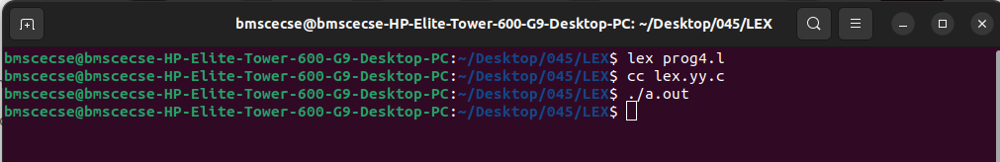 bmscecse@bmscecse-HP-Elite-Tower-600-G9-Desktop-PC: ~/Desktop/045/LEX
bmscecse@bmscecse-HP-Elite-Tower-600-G9-Desktop-PC:~/Desktop/045/LEX$ lex prog4.l
bmscecse@bmscecse-HP-Elite-Tower-600-G9-Desktop-PC:~/Desktop/045/LEX$ cc lex.yy.c
bmscecse@bmscecse-HP-Elite-Tower-600-G9-Desktop-PC:~/Desktop/045/LEX$ ./a.out
bmscecse@bmscecse-HP-Elite-Tower-600-G9-Desktop-PC:~/Desktop/045/LEX$